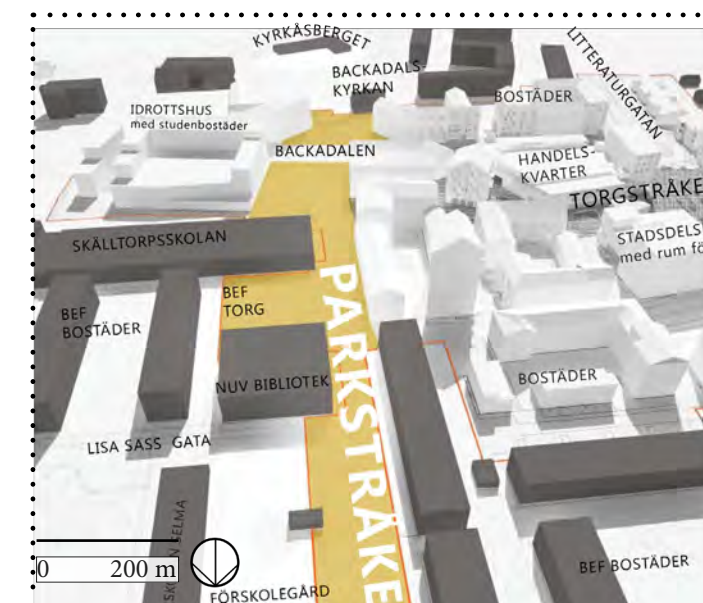 KYRKÅSBERGET
LITTERATURGATAN
BACKADALS-
KYRKAN
BOSTÄDER
IDROTTSHUS
med studenbostäder
BACKADALEN
HANDELS-
KVARTER
TORGSTRÅKE
STADSDELS
med rum fö
SKÄLLTORPSSKOLAN
PARKSTRÅKE
BEF
TORG
BEF
BOSTÄDER
NUV BIBLIOTEK
BOSTÄDER
LISA SASS GATA
SELMA
0 200 m
FÖRSKOLEGÅRD
BEF BOSTÄDER